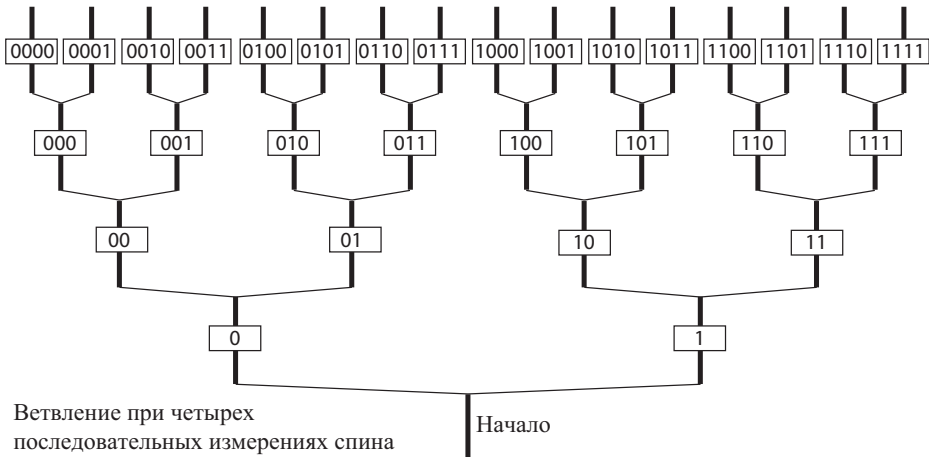 0000 0001 0010 0011 0100 0101 0110 0111 1000 1001 1010 1011 1100 1101 1110 1111
000 001 010 011 100 101 110 111
00 01 10 11
0 1
Ветвление при четырех
последовательных измерениях спина
Начало